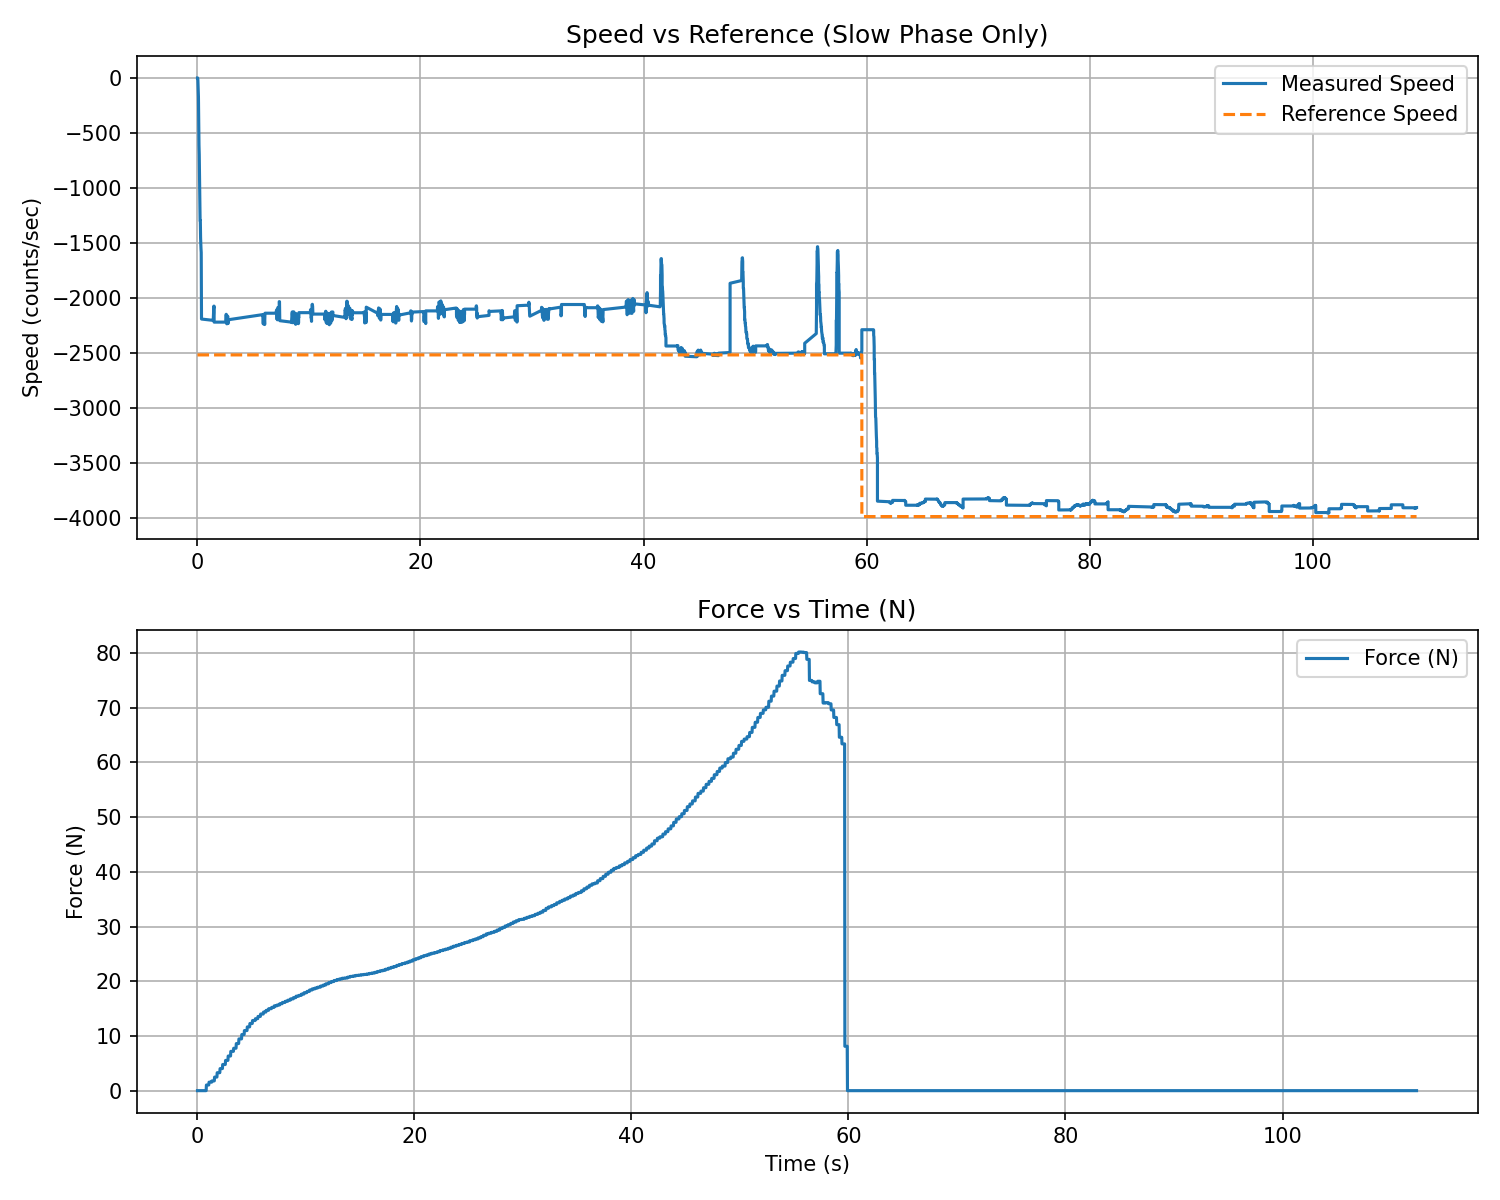 Speed vs Reference (Slow Phase Only)
Speed (counts/sec)
0
−500
−1000
−1500
−2000
−2500
−3000
−3500
−4000
Measured Speed
Reference Speed
0 20 40 60 80 100
Force vs Time (N)
Force (N)
80
70
60
50
40
30
20
10
0
Force (N)
0 20 40 60 80 100
Time (s)